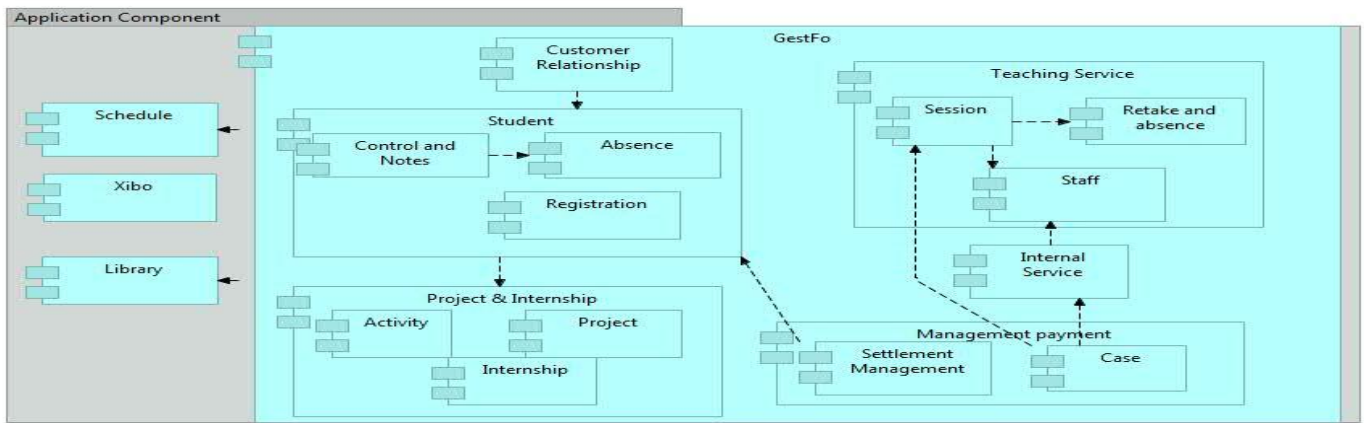 Application Component
GestFo
Schedule
Xibo
Library
Customer
Relationship
Student
Control and
Notes
Absence
Registration
Project & Internship
Activity
Project
Internship
Teaching Service
Session
Retake and
absence
Staff
Internal
Service
Management payment
Settlement
Management
Case